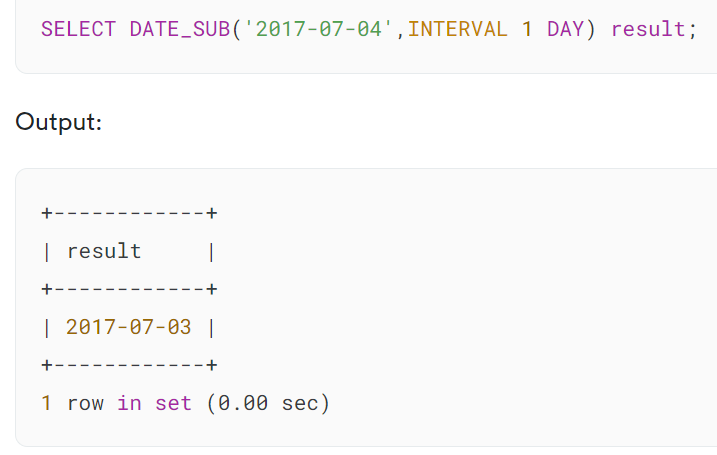 SELECT DATE_SUB('2017-07-04',INTERVAL 1 DAY) result;
Output:
+------------+
| result     |
+------------+
| 2017-07-03 |
+------------+
1 row in set (0.00 sec)